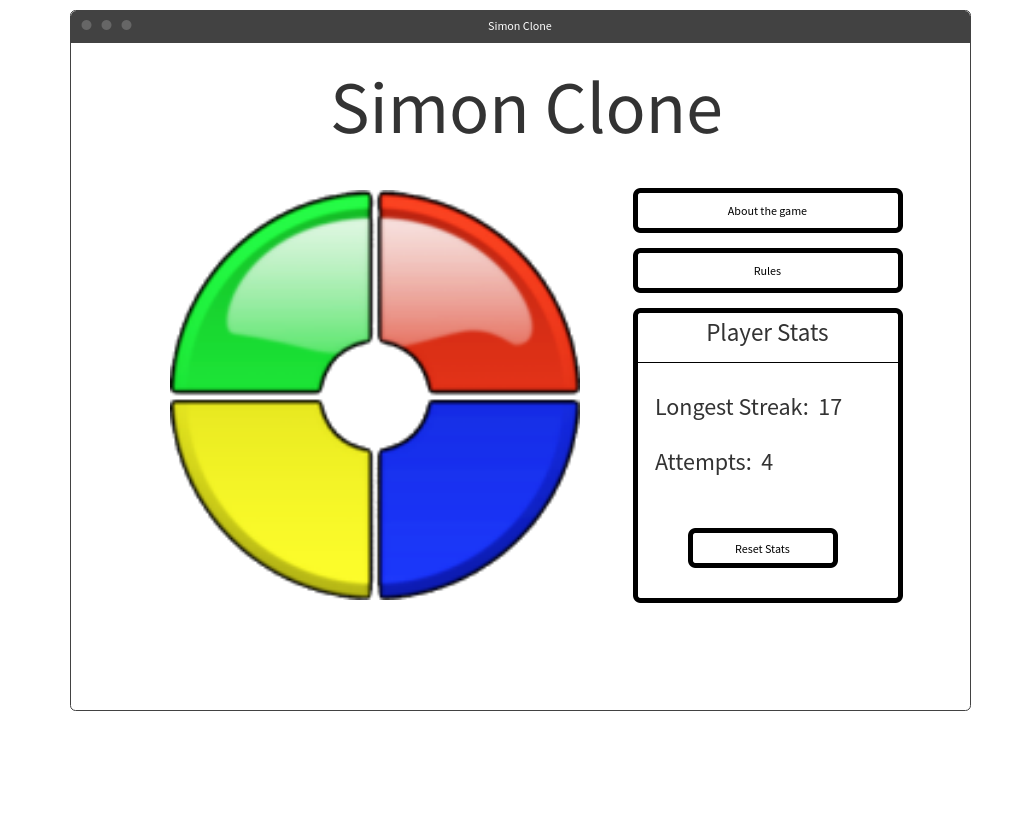 Simon Clone
Simon Clone
About the game
Rules
Player Stats
Longest Streak: 17
Attempts: 4
Reset Stats